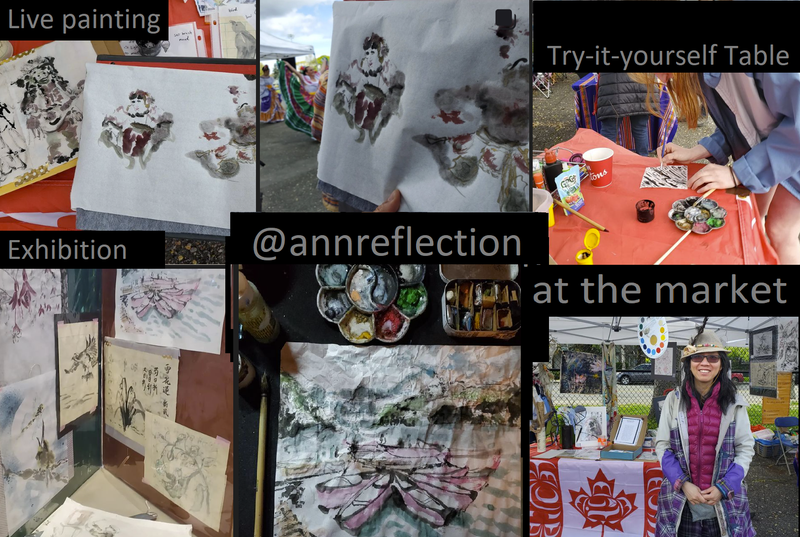 Live painting
Try-it-yourself Table
Exhibition
@annreflection
at the market